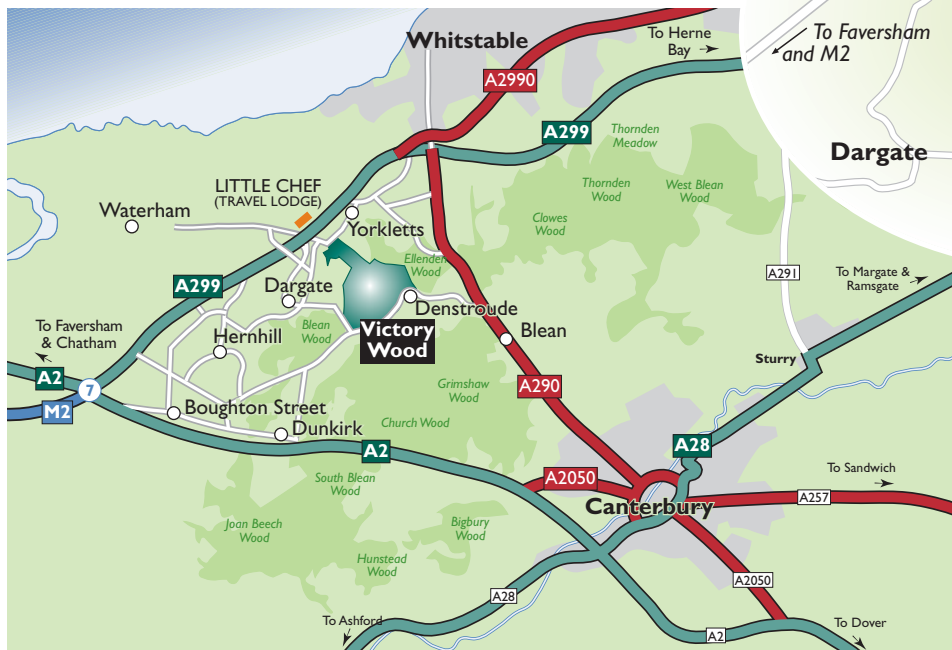 Whitstable
To Herne
Bay
To Faversham
and M2
A2990
A299
Thornden
Meadow
Dargate
LITTLE CHEF
(TRAVEL LODGE)
Thornden
Wood
West Blean
Wood
Waterham
Yorkletts
Clowes
Wood
Ellenden
Wood
A291
To Margate &
Ramsgate
A299
Dargate
Denstroude
To Faversham
& Chatham
Hernhill
Blean
Wood
Victory
Wood
Blean
Sturry
A2
7
M2
Grimshaw
Wood
A290
Boughton Street
Church Wood
Dunkirk
A2
A28
South Blean
Wood
A2050
To Sandwich
A257
Canterbury
Joan Beech
Wood
Bigbury
Wood
Hunstead
Wood
A2050
A28
To Ashford
A2
To Dover